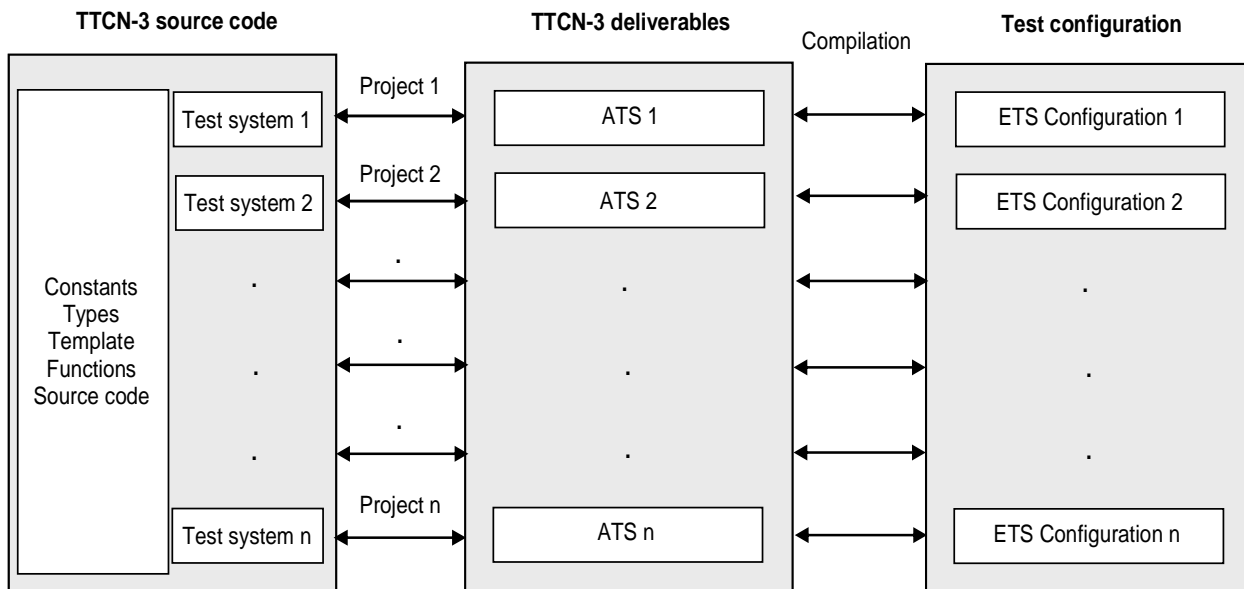 TTCN-3 source code
TTCN-3 deliverables
Compilation
Test configuration
Project 1
Test system 1
ATS 1
ETS Configuration 1
Project 2
Test system 2
ATS 2
ETS Configuration 2
.
.
.
.
Constants
Types
Template
Functions
Source code
.
.
.
.
.
.
.
.
Project n
Test system n
ATS n
ETS Configuration n